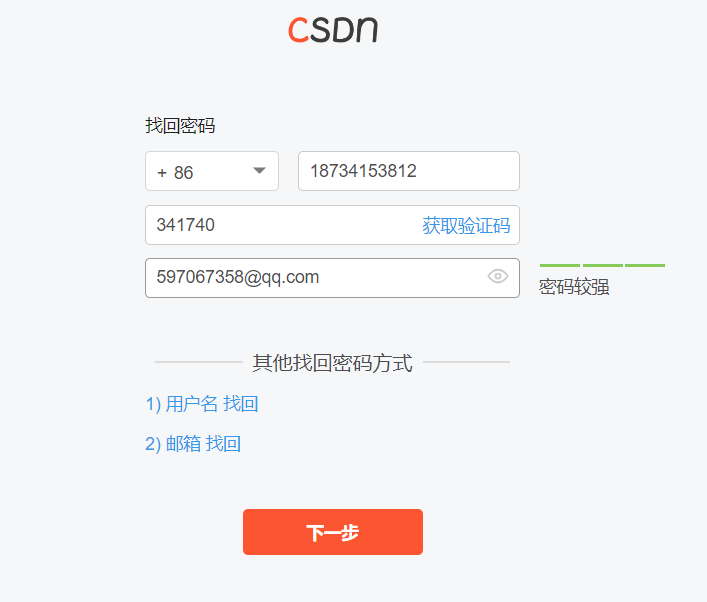 CSDN
找回密码
+ 86 18734153812
341740 获取验证码
597067358@qq.com
密码较强
其他找回密码方式
1) 用户名 找回
2) 邮箱 找回
下一步